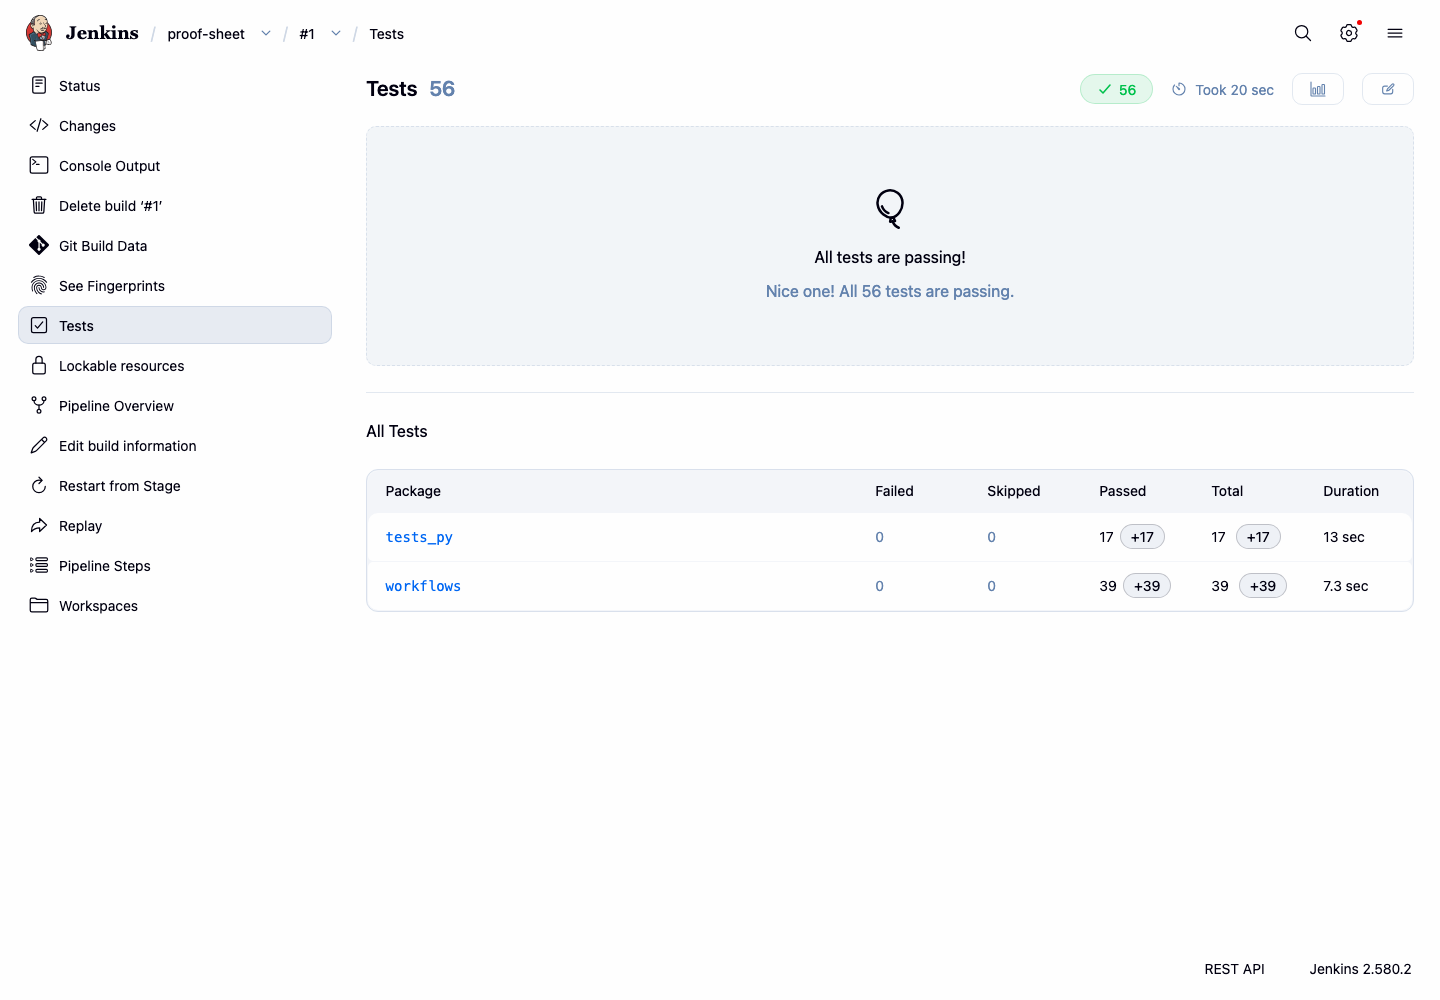 Jenkins / proof-sheet / #1 / Tests
Status
Changes
Console Output
Delete build ‘#1’
Git Build Data
See Fingerprints
Tests
Lockable resources
Pipeline Overview
Edit build information
Restart from Stage
Replay
Pipeline Steps
Workspaces
Tests 56
56 Took 20 sec
All tests are passing!
Nice one! All 56 tests are passing.
All Tests
Package Failed Skipped Passed Total Duration
tests_py 0 0 17 +17 17 +17 13 sec
workflows 0 0 39 +39 39 +39 7.3 sec
REST API Jenkins 2.580.2